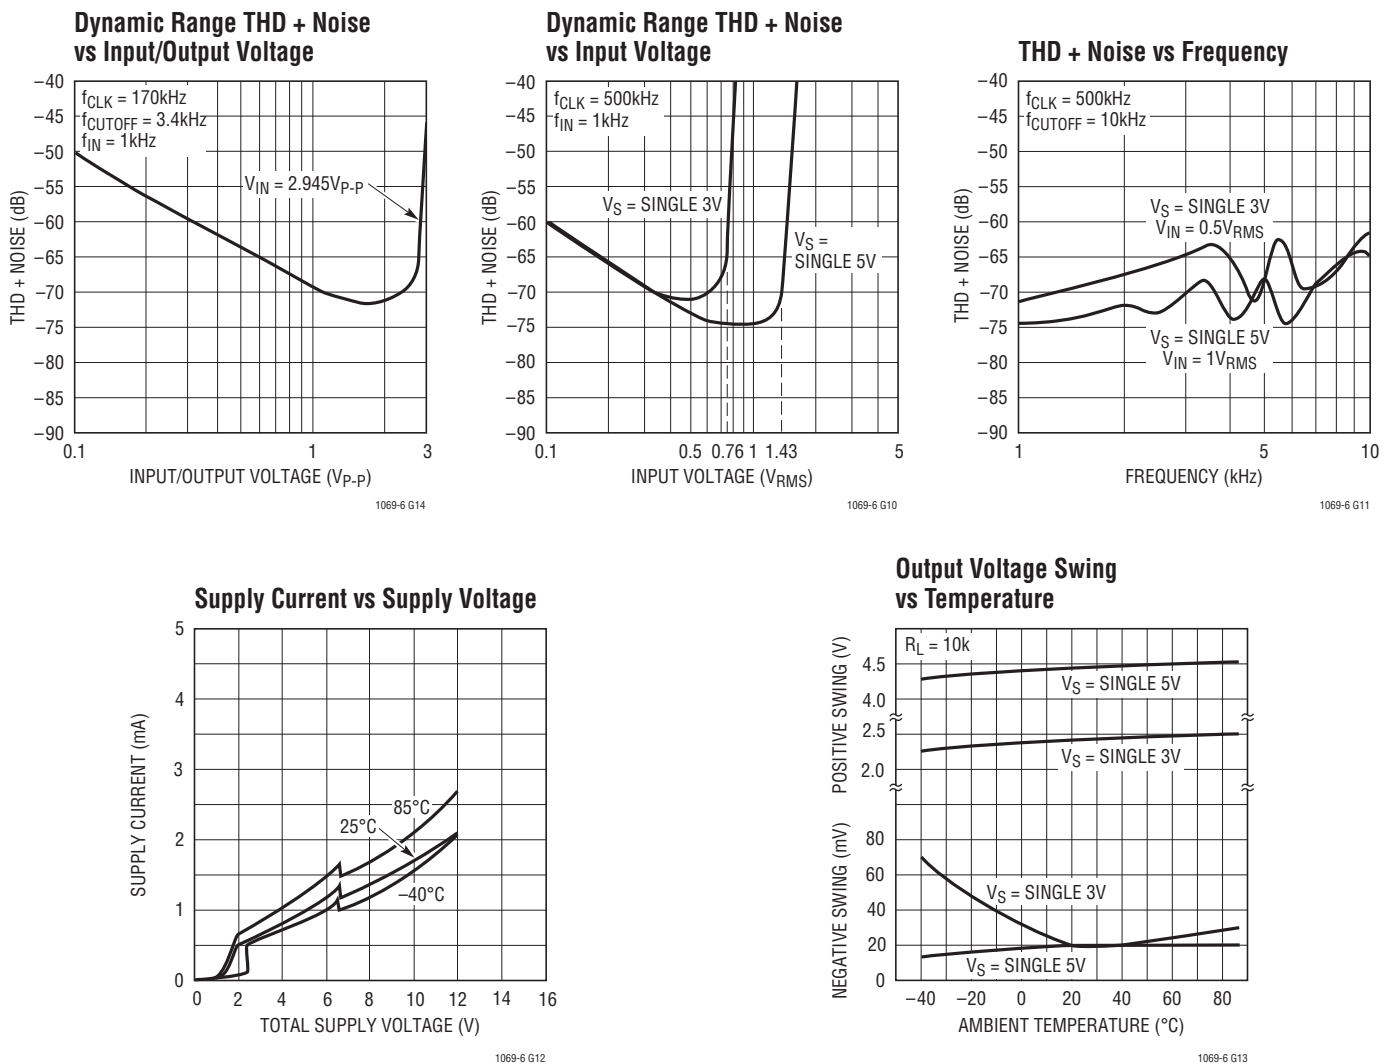 Dynamic Range THD + Noise
vs Input/Output Voltage
–40
–45
–50
–55
–60
–65
–70
–75
–80
–85
–90
THD + NOISE (dB)
fCLK = 170kHz
fCUTOFF = 3.4kHz
fIN = 1kHz
VIN = 2.945VP-P
0.1 1 3
INPUT/OUTPUT VOLTAGE (VP-P)
1069-6 G14
Dynamic Range THD + Noise
vs Input Voltage
–40
–45
–50
–55
–60
–65
–70
–75
–80
–85
–90
THD + NOISE (dB)
fCLK = 500kHz
fIN = 1kHz
VS = SINGLE 3V
VS =
SINGLE 5V
0.1 0.5 0.76 1 1.43 5
INPUT VOLTAGE (VRMS)
1069-6 G10
THD + Noise vs Frequency
–40
–45
–50
–55
–60
–65
–70
–75
–80
–85
–90
THD + NOISE (dB)
fCLK = 500kHz
fCUTOFF = 10kHz
VS = SINGLE 3V
VIN = 0.5VRMS
VS = SINGLE 5V
VIN = 1VRMS
1 5 10
FREQUENCY (kHz)
1069-6 G11
Supply Current vs Supply Voltage
5
4
3
2
1
0
SUPPLY CURRENT (mA)
85°C
25°C
–40°C
0 2 4 6 8 10 12 14 16
TOTAL SUPPLY VOLTAGE (V)
1069-6 G12
Output Voltage Swing
vs Temperature
POSITIVE SWING (V)
4.5
4.0
2.5
2.0
NEGATIVE SWING (mV)
80
60
40
20
0
RL = 10k
VS = SINGLE 5V
VS = SINGLE 3V
VS = SINGLE 3V
VS = SINGLE 5V
–40 –20 0 20 40 60 80
AMBIENT TEMPERATURE (°C)
1069-6 G13